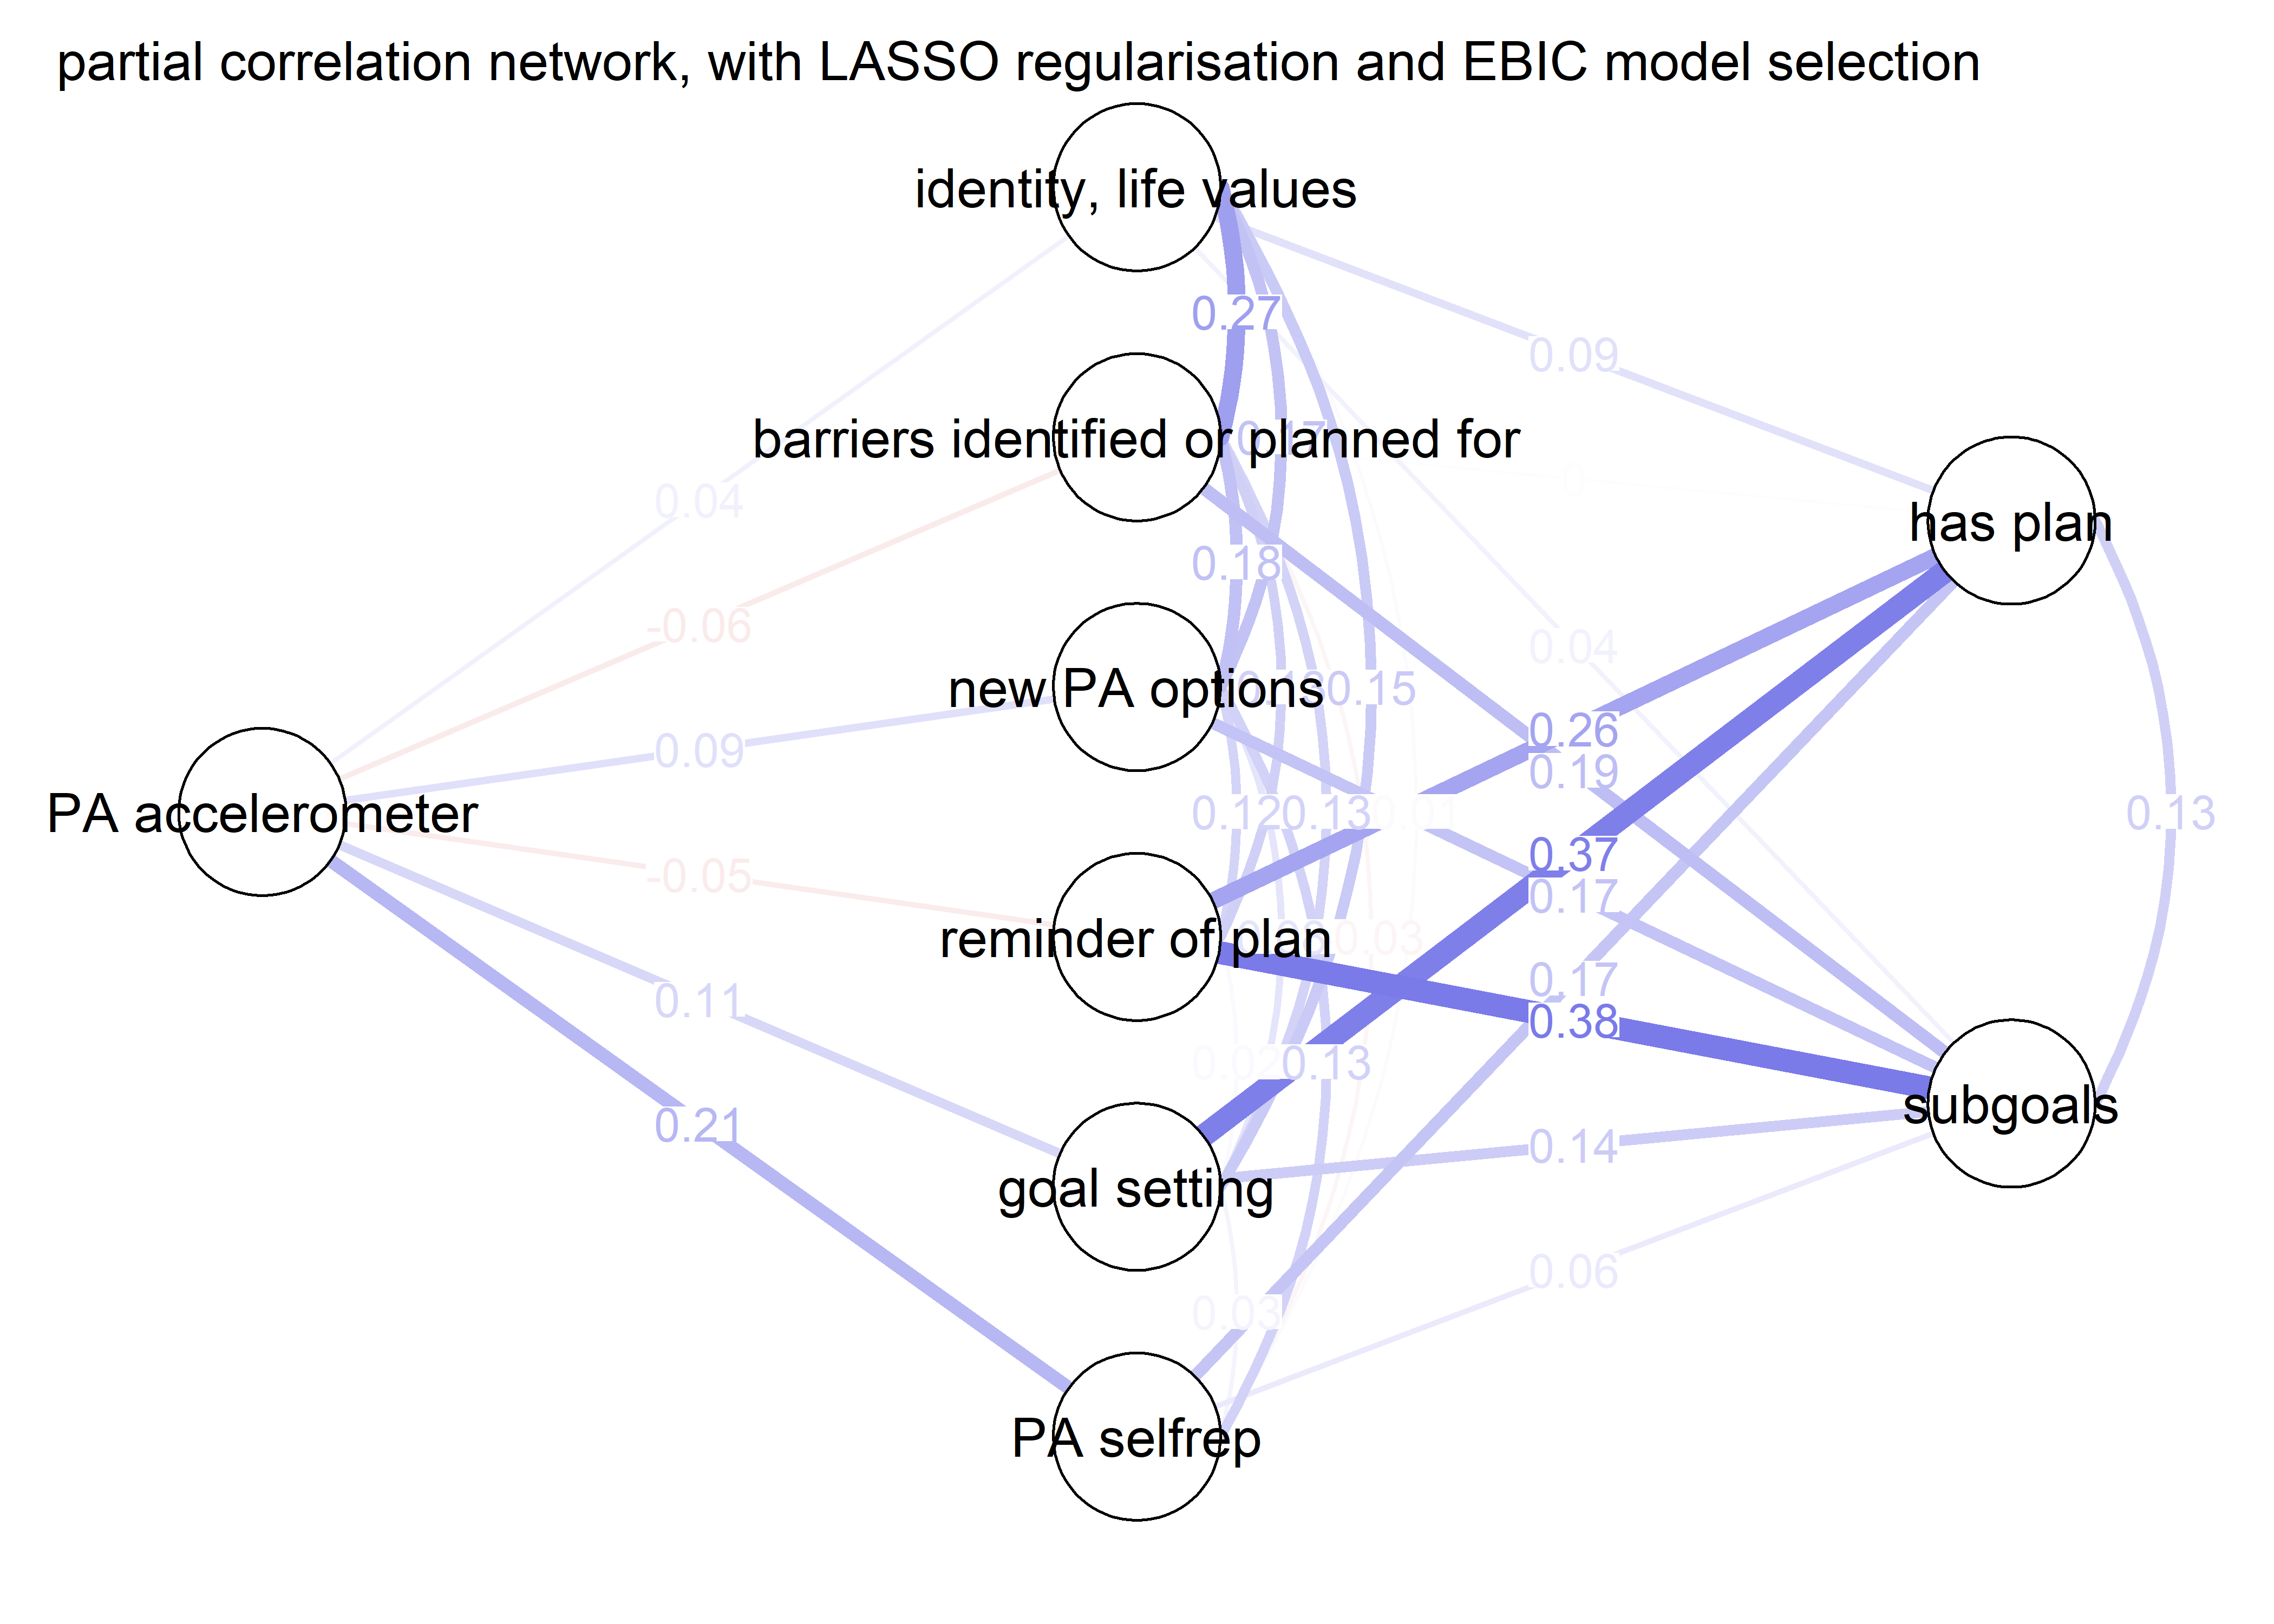 partial correlation network, with LASSO regularisation and EBIC model selection
identity, life values
0.27
0.09
barriers identified or planned for
0.17
0
0.04
has plan
0.18
-0.06
0.04
new PA options
0.15
0.26
0.09
0.19
PA accelerometer
0.12
0.13
0.01
0.13
0.37
-0.05
0.17
reminder of plan
0.03
0.17
0.11
0.38
0.02
0.13
subgoals
0.21
0.14
goal setting
0.06
0.03
PA selfrep